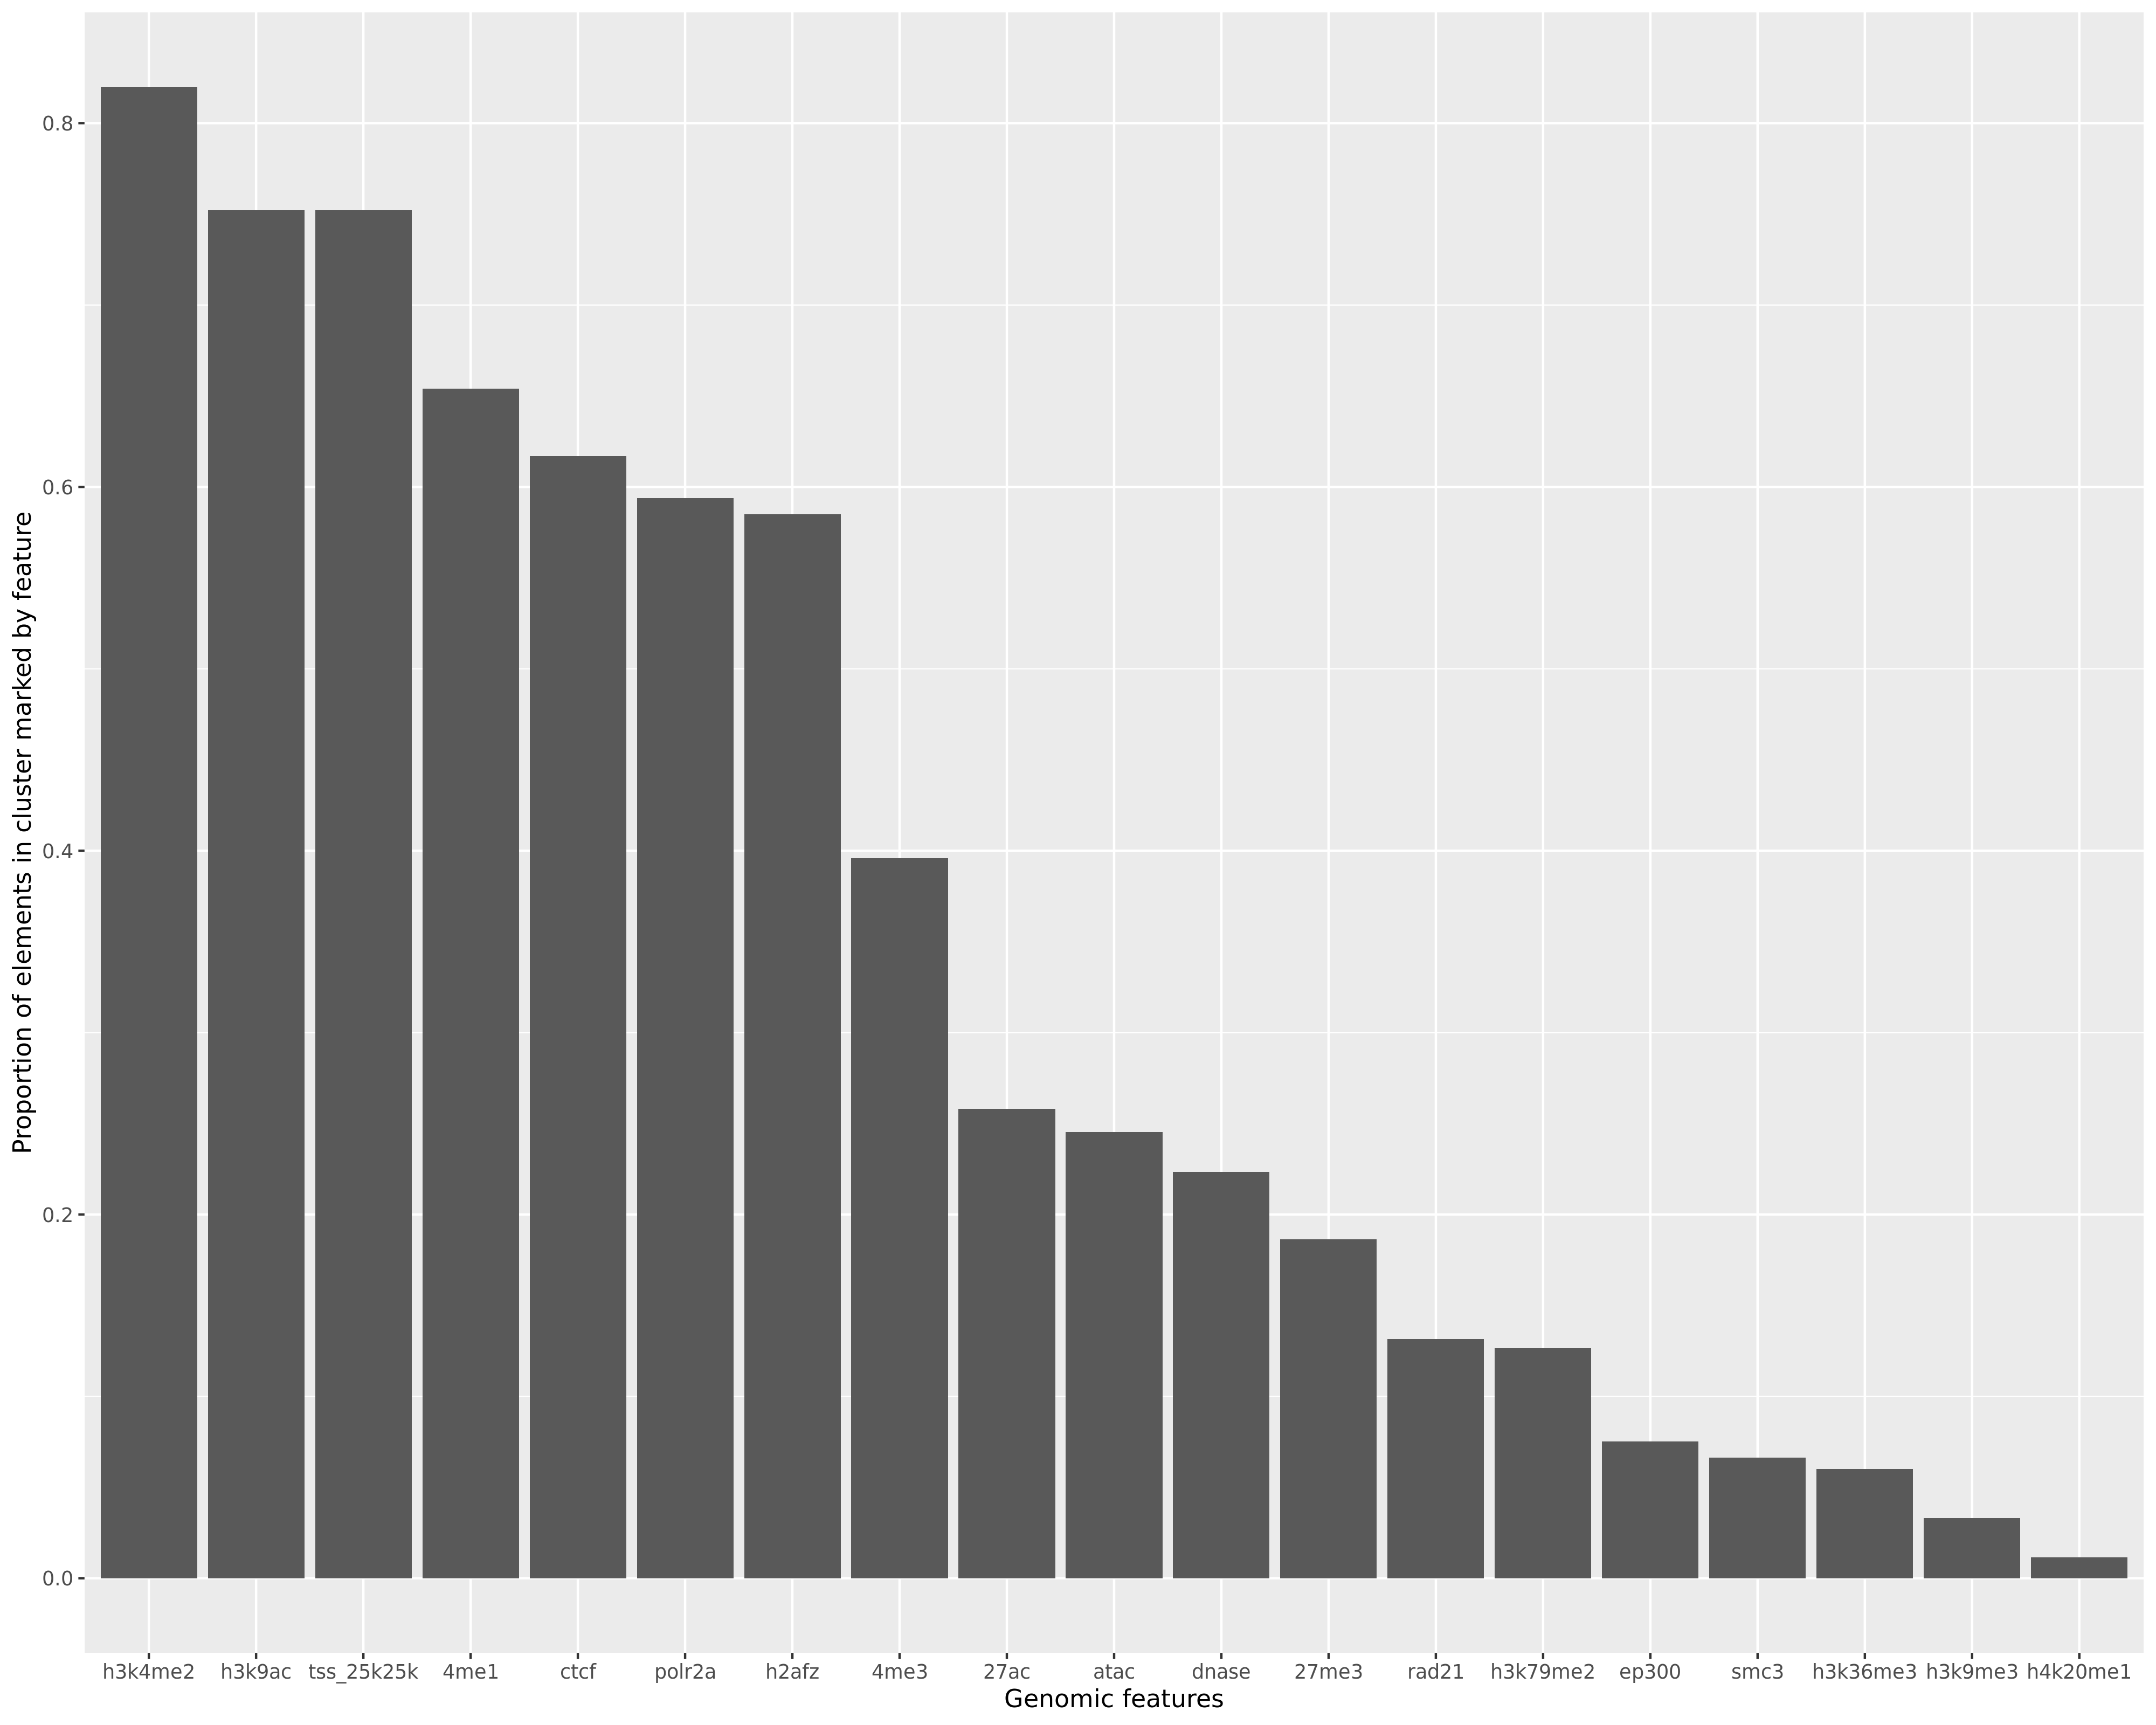 Proportion of elements in cluster marked by feature
0.8
0.6
0.4
0.2
0.0
h3k4me2 h3k9ac tss_25k25k 4me1 ctcf polr2a h2afz 4me3 27ac atac dnase 27me3 rad21 h3k79me2 ep300 smc3 h3k36me3 h3k9me3 h4k20me1
Genomic features